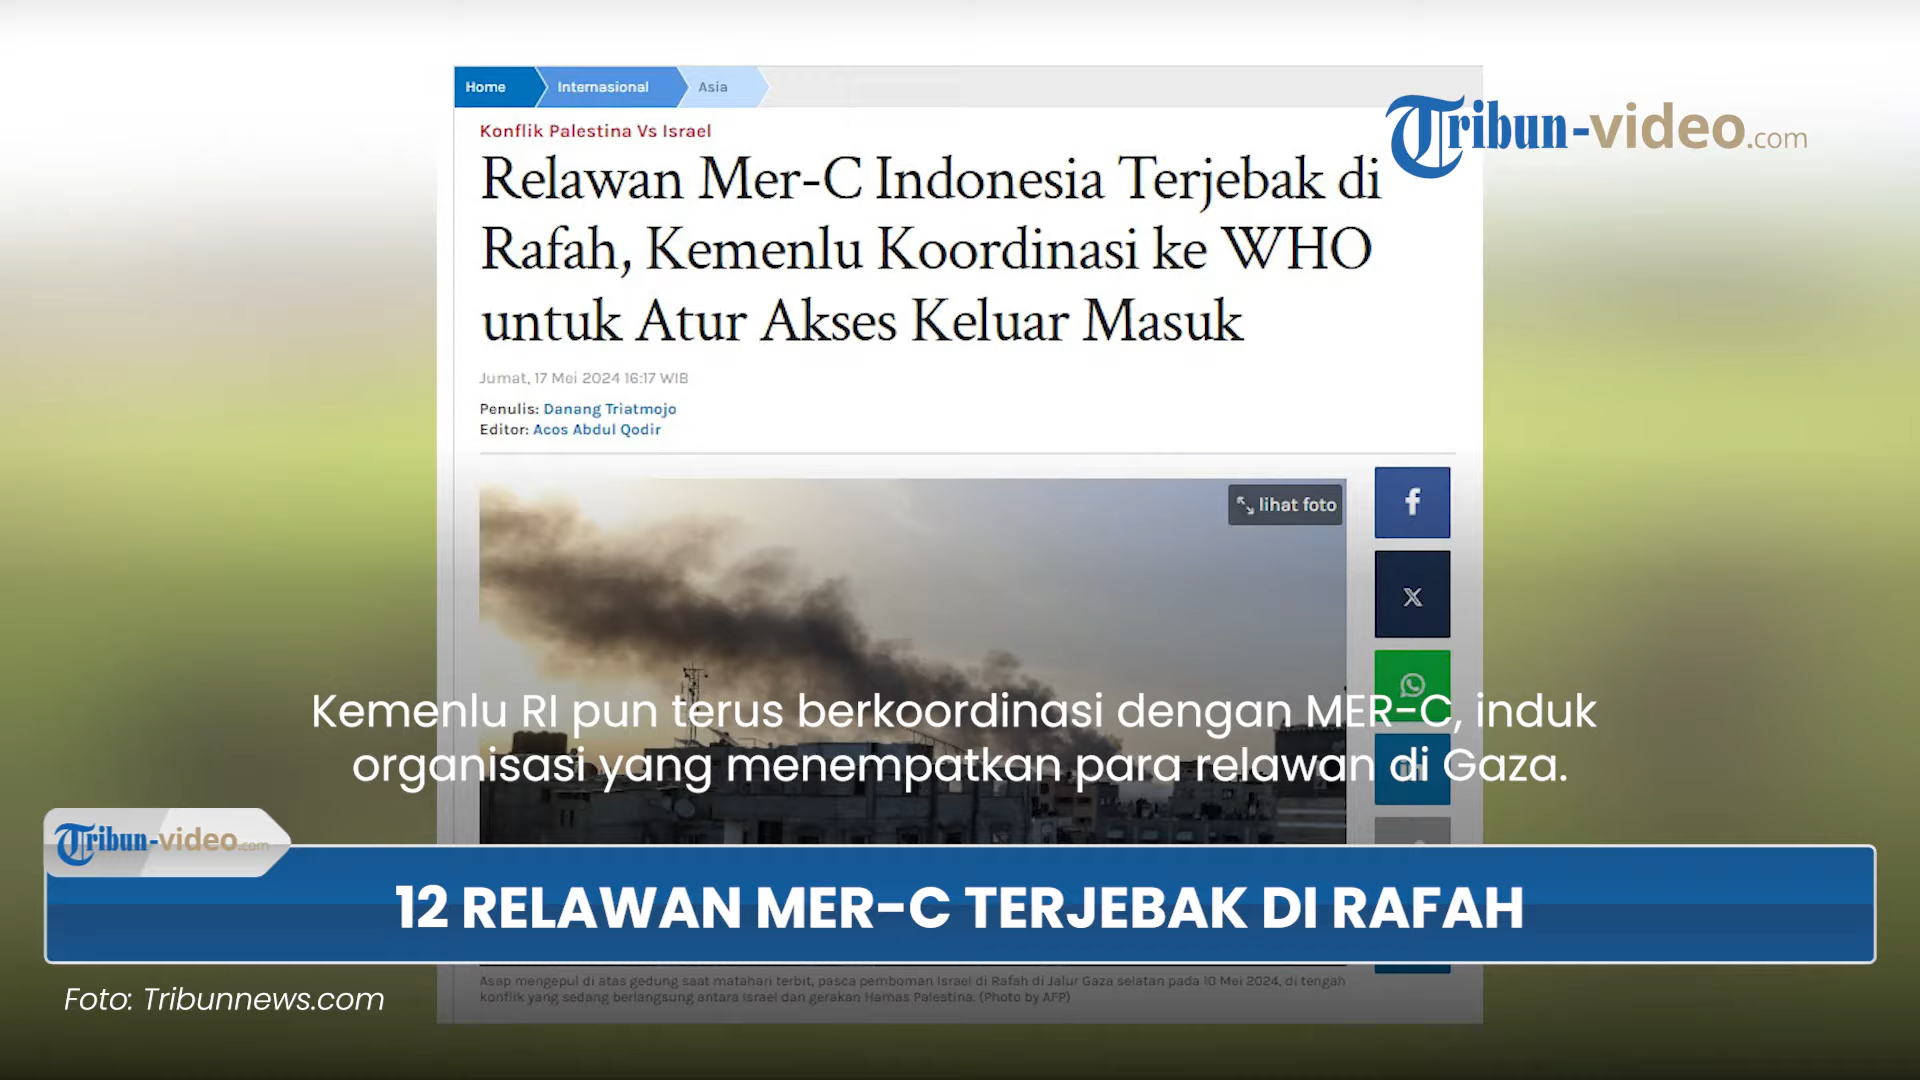 Home Internasional Asia
Tribun-video.com
Konflik Palestina Vs Israel
Relawan Mer-C Indonesia Terjebak di
Rafah, Kemenlu Koordinasi ke WHO
untuk Atur Akses Keluar Masuk
Jumat, 17 Mei 2024 16:17 WIB
Penulis: Danang Triatmojo
Editor: Acos Abdul Qodir
lihat foto
Kemenlu RI pun terus berkoordinasi dengan MER-C, induk
organisasi yang menempatkan para relawan di Gaza.
Tribun-video.com
12 RELAWAN MER-C TERJEBAK DI RAFAH
Asap mengepul di atas gedung saat matahari terbit, pasca pemboman Israel di Rafah di Jalur Gaza selatan pada 10 Mei 2024, di tengah
konflik yang sedang berlangsung antara Israel dan gerakan Hamas Palestina. (Photo by AFP)
Foto: Tribunnews.com